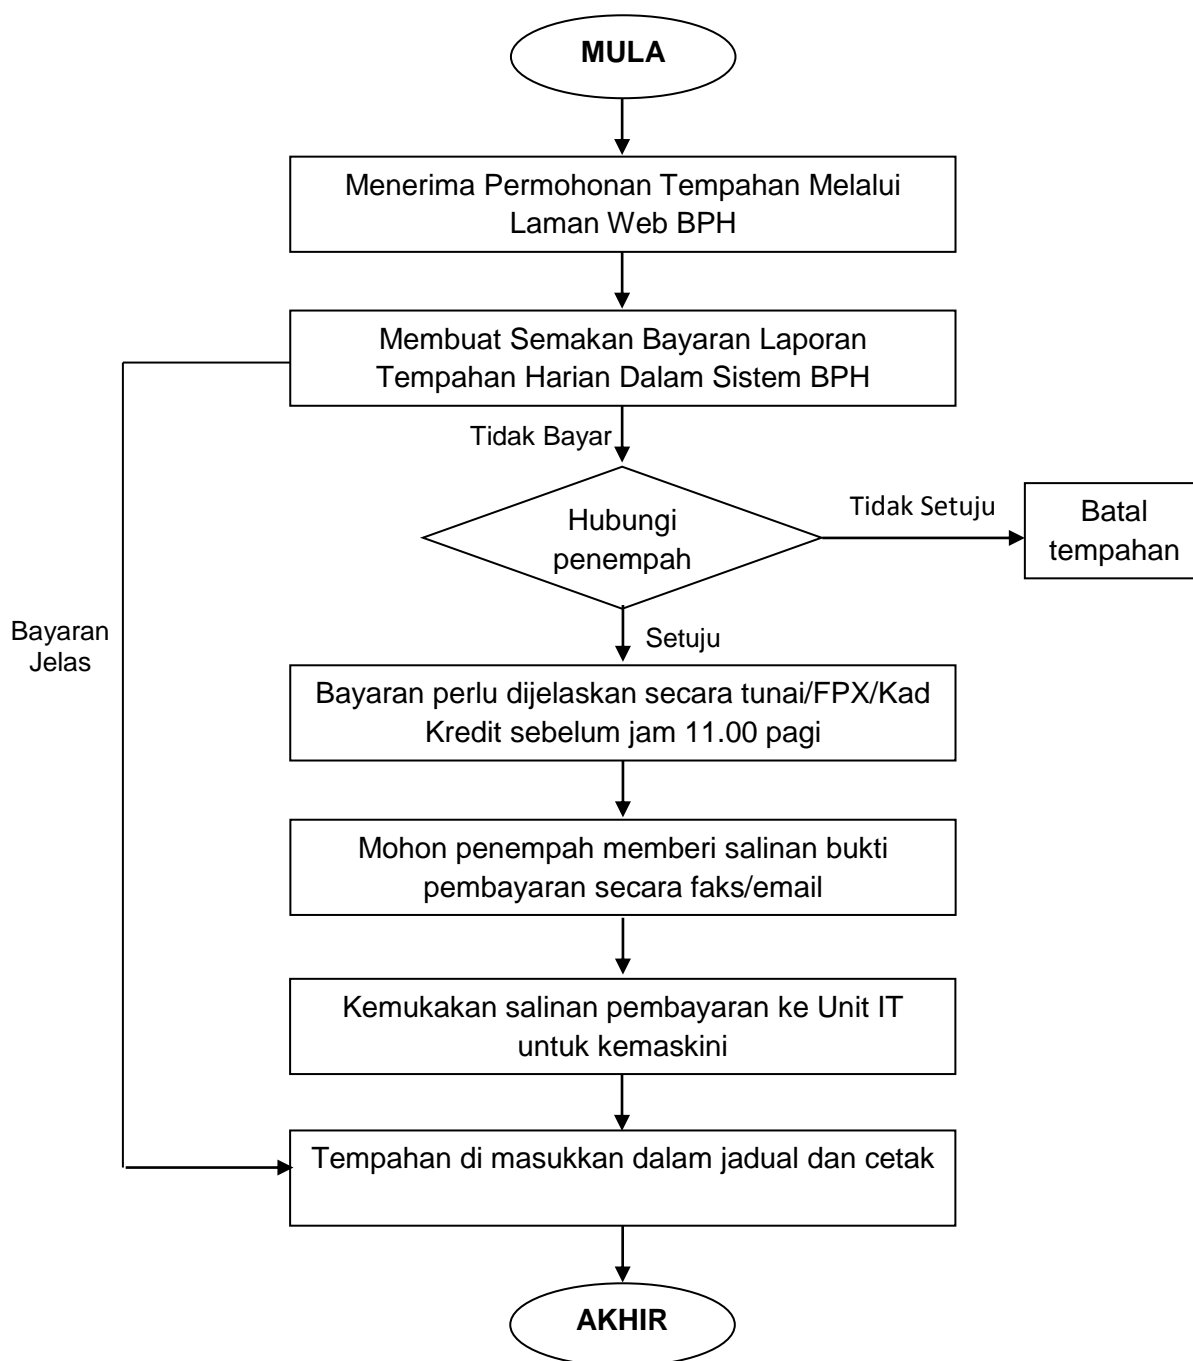 MULA
Menerima Permohonan Tempahan Melalui
Laman Web BPH
Membuat Semakan Bayaran Laporan
Tempahan Harian Dalam Sistem BPH
Tidak Bayar
Hubungi
penempah
Tidak Setuju
Batal
tempahan
Bayaran
Jelas
Setuju
Bayaran perlu dijelaskan secara tunai/FPX/Kad
Kredit sebelum jam 11.00 pagi
Mohon penempah memberi salinan bukti
pembayaran secara faks/email
Kemukakan salinan pembayaran ke Unit IT
untuk kemaskini
Tempahan di masukkan dalam jadual dan cetak
AKHIR